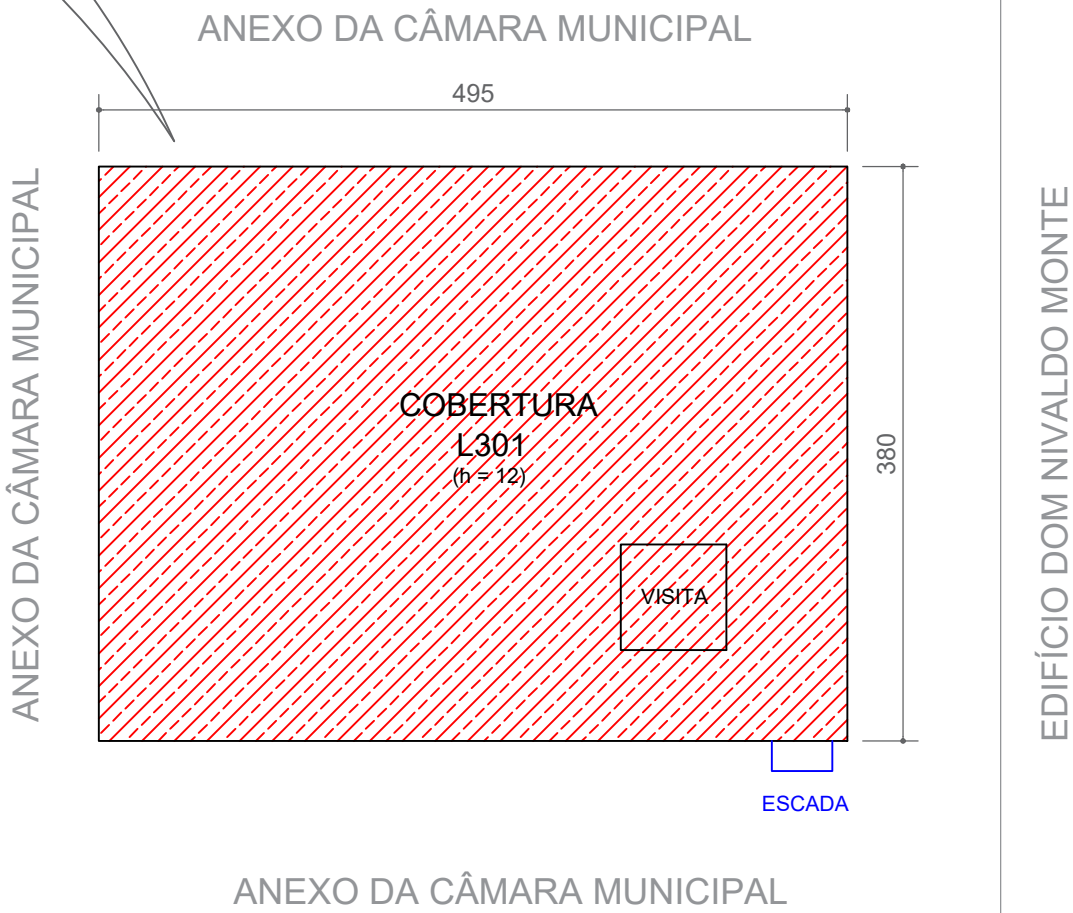 ANEXO DA CÂMARA MUNICIPAL
495
ANEXO DA CÂMARA MUNICIPAL
COBERTURA
L301
(h = 12)
380
EDIFÍCIO DOM NIVALDO MONTE
VISITA
ESCADA
ANEXO DA CÂMARA MUNICIPAL